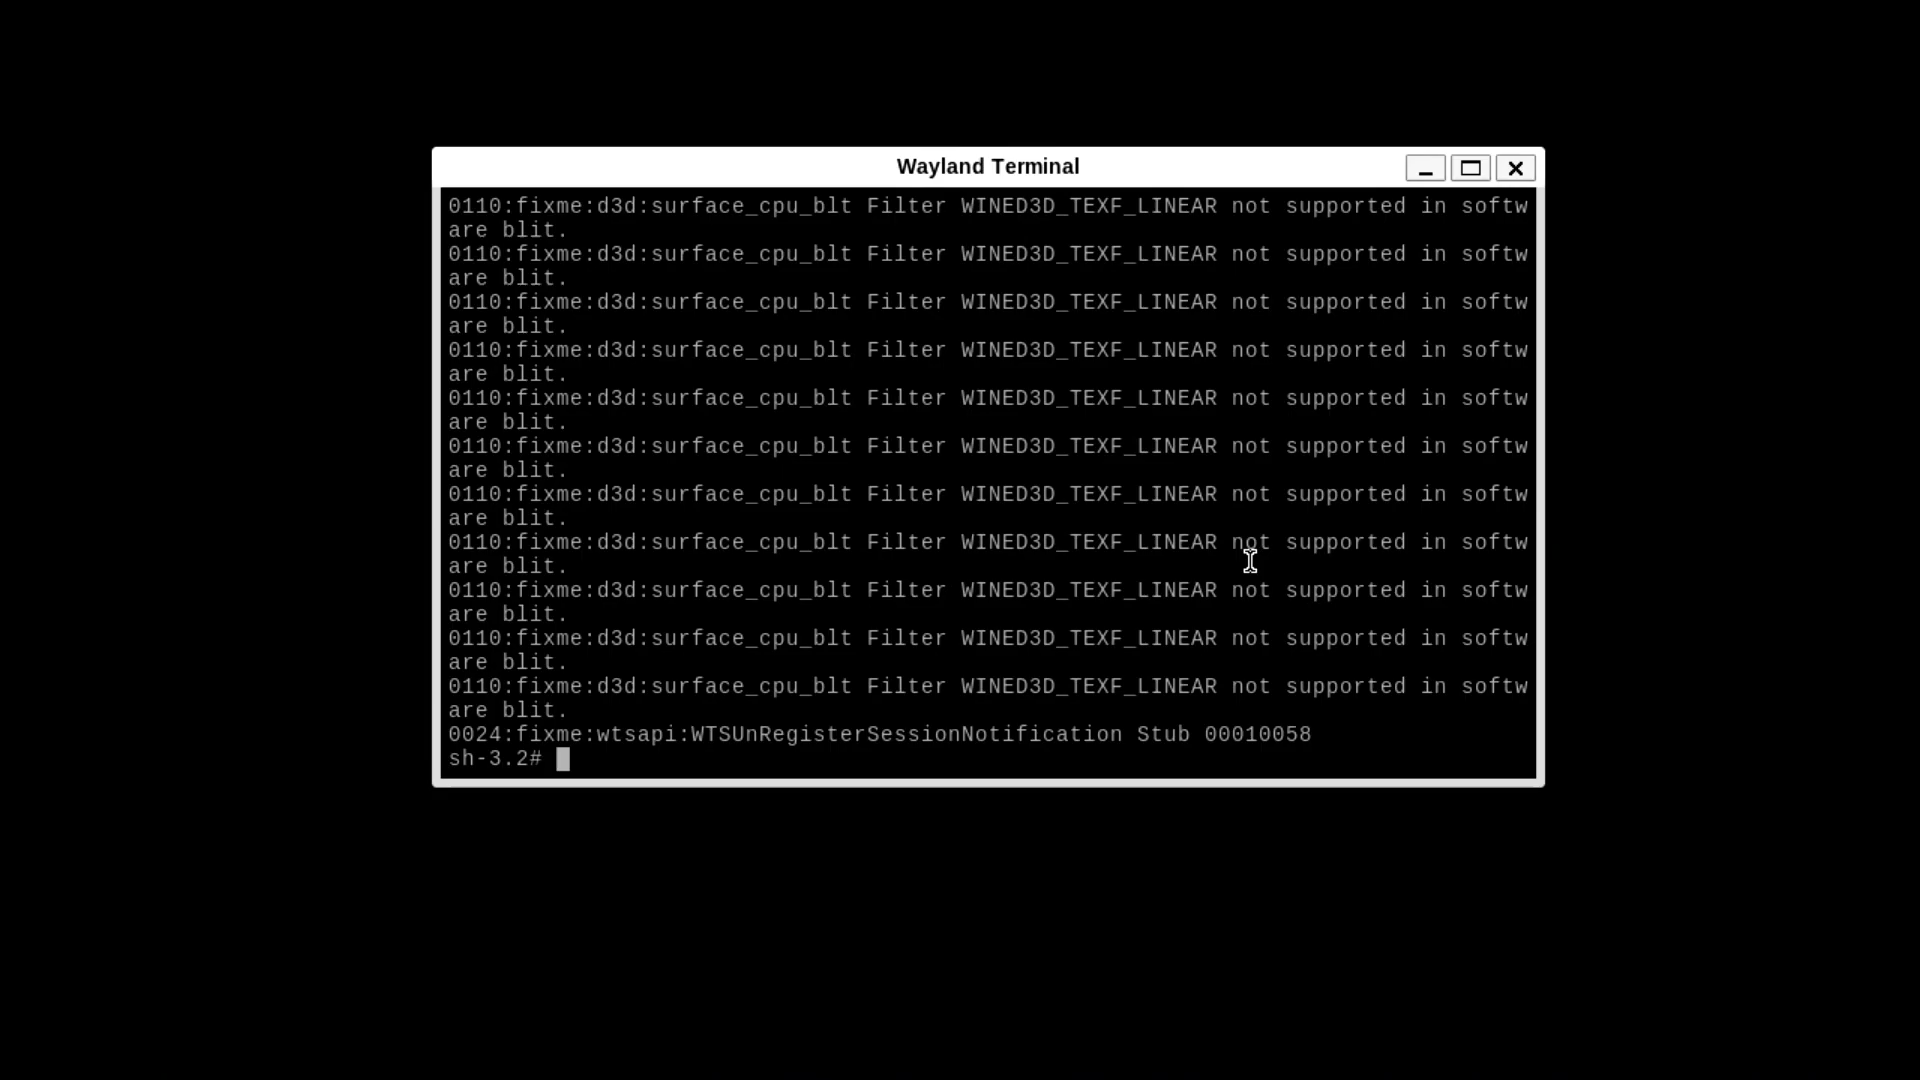 Wayland Terminal
0110:fixme:d3d:surface_cpu_blt Filter WINED3D_TEXF_LINEAR not supported in softw
are blit.
0110:fixme:d3d:surface_cpu_blt Filter WINED3D_TEXF_LINEAR not supported in softw
are blit.
0110:fixme:d3d:surface_cpu_blt Filter WINED3D_TEXF_LINEAR not supported in softw
are blit.
0110:fixme:d3d:surface_cpu_blt Filter WINED3D_TEXF_LINEAR not supported in softw
are blit.
0110:fixme:d3d:surface_cpu_blt Filter WINED3D_TEXF_LINEAR not supported in softw
are blit.
0110:fixme:d3d:surface_cpu_blt Filter WINED3D_TEXF_LINEAR not supported in softw
are blit.
0110:fixme:d3d:surface_cpu_blt Filter WINED3D_TEXF_LINEAR not supported in softw
are blit.
0110:fixme:d3d:surface_cpu_blt Filter WINED3D_TEXF_LINEAR not supported in softw
are blit.
0110:fixme:d3d:surface_cpu_blt Filter WINED3D_TEXF_LINEAR not supported in softw
are blit.
0110:fixme:d3d:surface_cpu_blt Filter WINED3D_TEXF_LINEAR not supported in softw
are blit.
0110:fixme:d3d:surface_cpu_blt Filter WINED3D_TEXF_LINEAR not supported in softw
are blit.
0024:fixme:wtsapi:WTSUnRegisterSessionNotification Stub 00010058
sh-3.2#